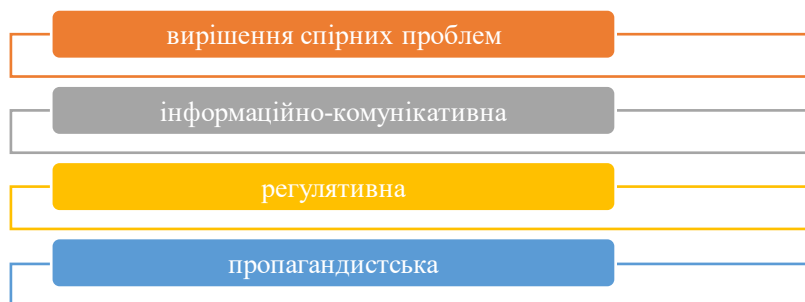 вирішення спірних проблем
інформаційно-комунікативна
регулятивна
пропагандистська